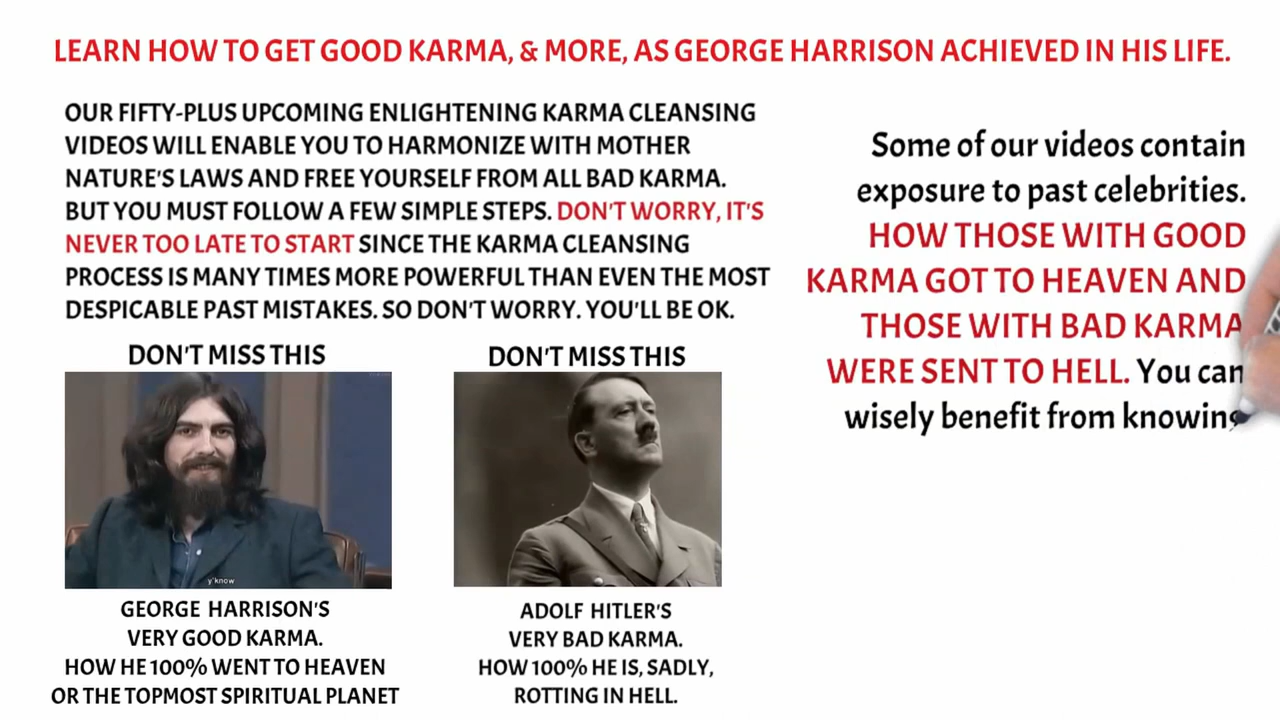 LEARN HOW TO GET GOOD KARMA, & MORE, AS GEORGE HARRISON ACHIEVED IN HIS LIFE.
OUR FIFTY-PLUS UPCOMING ENLIGHTENING KARMA CLEANSING
VIDEOS WILL ENABLE YOU TO HARMONIZE WITH MOTHER
NATURE'S LAWS AND FREE YOURSELF FROM ALL BAD KARMA.
BUT YOU MUST FOLLOW A FEW SIMPLE STEPS. DON'T WORRY, IT'S
NEVER TOO LATE TO START SINCE THE KARMA CLEANSING
PROCESS IS MANY TIMES MORE POWERFUL THAN EVEN THE MOST
DESPICABLE PAST MISTAKES. SO DON'T WORRY. YOU'LL BE OK.
DON'T MISS THIS
y'know
GEORGE HARRISON'S
VERY GOOD KARMA.
HOW HE 100% WENT TO HEAVEN
OR THE TOPMOST SPIRITUAL PLANET
DON'T MISS THIS
ADOLF HITLER'S
VERY BAD KARMA.
HOW 100% HE IS, SADLY,
ROTTING IN HELL.
Some of our videos contain
exposure to past celebrities.
HOW THOSE WITH GOOD
KARMA GOT TO HEAVEN AND
THOSE WITH BAD KARMA
WERE SENT TO HELL. You can
wisely benefit from knowing